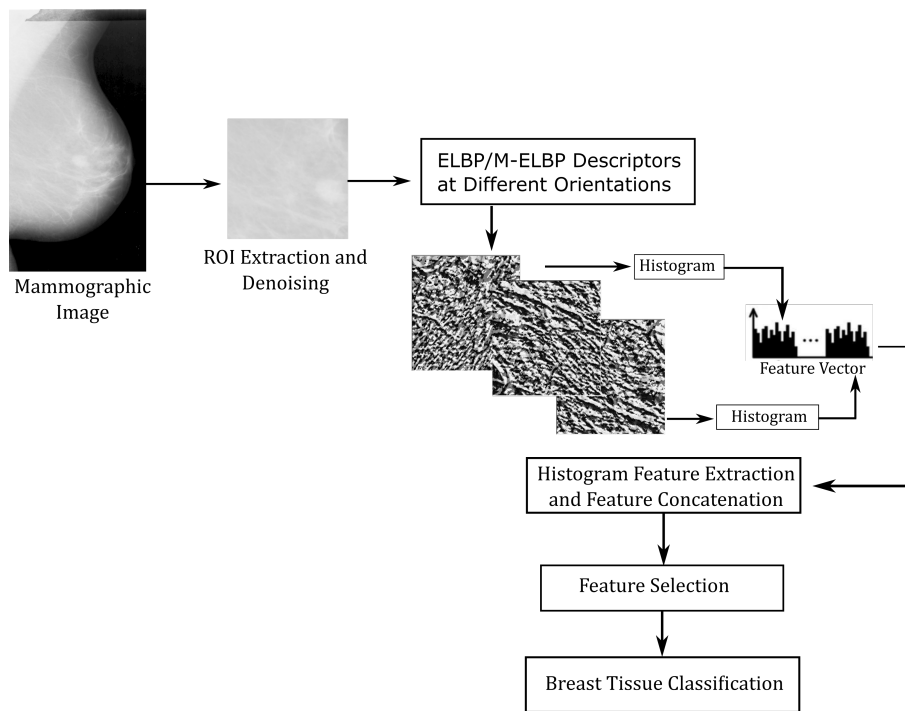 Mammographic
Image
ROI Extraction and
Denoising
ELBP/M-ELBP Descriptors
at Different Orientations
Histogram
Feature Vector
Histogram
Histogram Feature Extraction
and Feature Concatenation
Feature Selection
Breast Tissue Classification